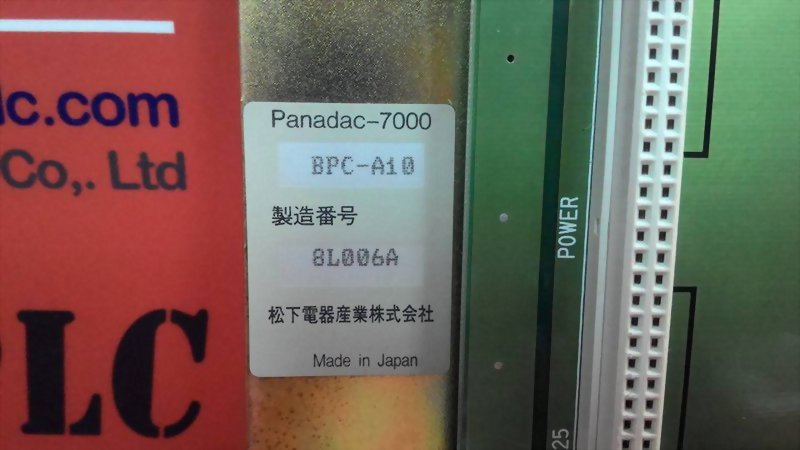 lc.com
Co,. Ltd
PLC
Panadac-7000
BPC-A10
製造番号
8L006A
松下電器産業株式会社
Made in Japan
POWER
25